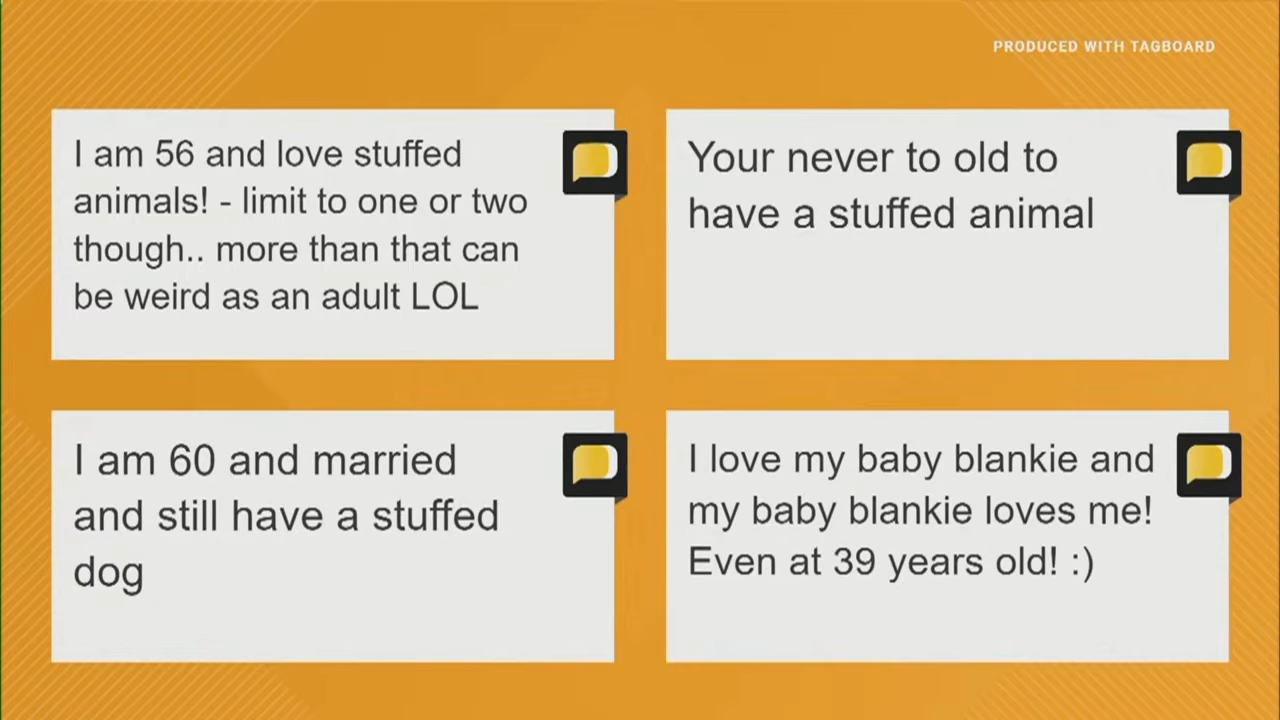 PRODUCED WITH TAGBOARD
I am 56 and love stuffed
animals! - limit to one or two
though.. more than that can
be weird as an adult LOL
Your never to old to
have a stuffed animal
I am 60 and married
and still have a stuffed
dog
I love my baby blankie and
my baby blankie loves me!
Even at 39 years old! :)